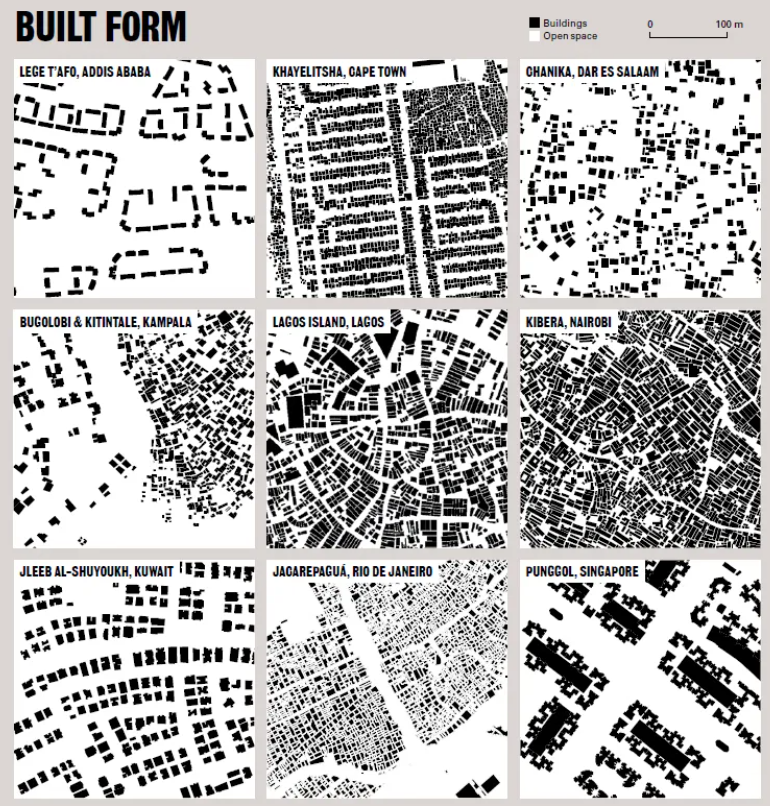 BUILT FORM
Buildings
Open space
0 100 m
LEGE T'AFO, ADDIS ABABA
KHAYELITSHA, CAPE TOWN
CHANIKA, DAR ES SALAAM
BUGOLOBI & KITINTALE, KAMPALA
LAGOS ISLAND, LAGOS
KIBERA, NAIROBI
JLEEB AL-SHUYOUKH, KUWAIT
JACAREPAGUÁ, RIO DE JANEIRO
PUNGGOL, SINGAPORE